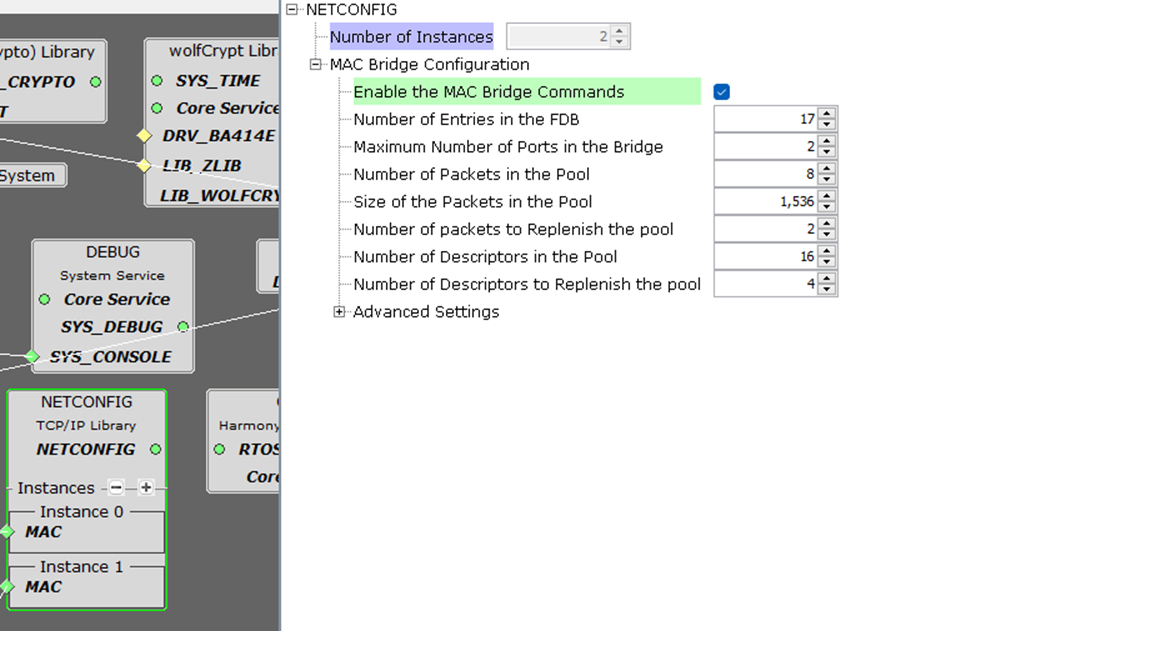 ypto) Library
_CRYPTO
T
System
wolfCrypt Libr
SYS_TIME
Core Service
DRV_BA414E
LIB_ZLIB
LIB_WOLFCRY
DEBUG
System Service
Core Service
SYS_DEBUG
SYS_CONSOLE
NETCONFIG
TCP/IP Library
NETCONFIG
Instances
Instance 0
MAC
Instance 1
MAC
Harmony
RTOS
Core
NETCONFIG
Number of Instances 2
MAC Bridge Configuration
Enable the MAC Bridge Commands
Number of Entries in the FDB 17
Maximum Number of Ports in the Bridge 2
Number of Packets in the Pool 8
Size of the Packets in the Pool 1,536
Number of packets to Replenish the pool 2
Number of Descriptors in the Pool 16
Number of Descriptors to Replenish the pool 4
Advanced Settings